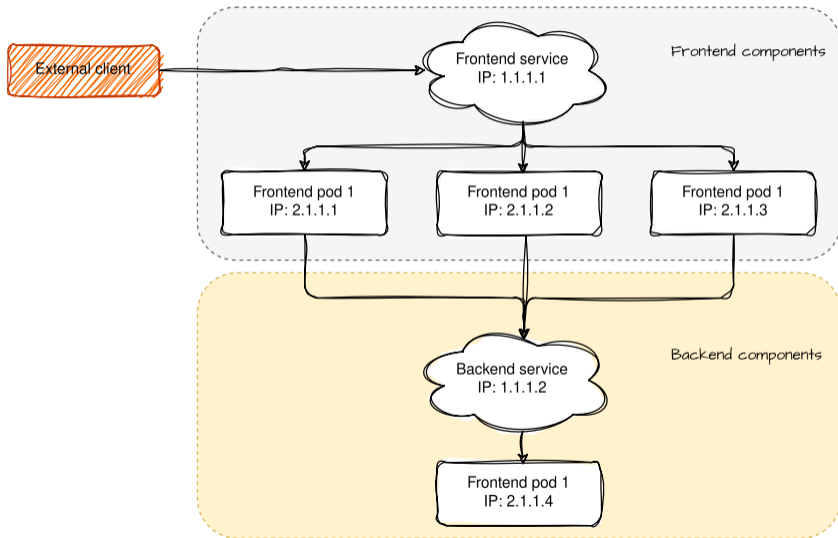 External client
Frontend service
IP: 1.1.1.1
Frontend components
Frontend pod 1
IP: 2.1.1.1
Frontend pod 1
IP: 2.1.1.2
Frontend pod 1
IP: 2.1.1.3
Backend service
IP: 1.1.1.2
Backend components
Frontend pod 1
IP: 2.1.1.4